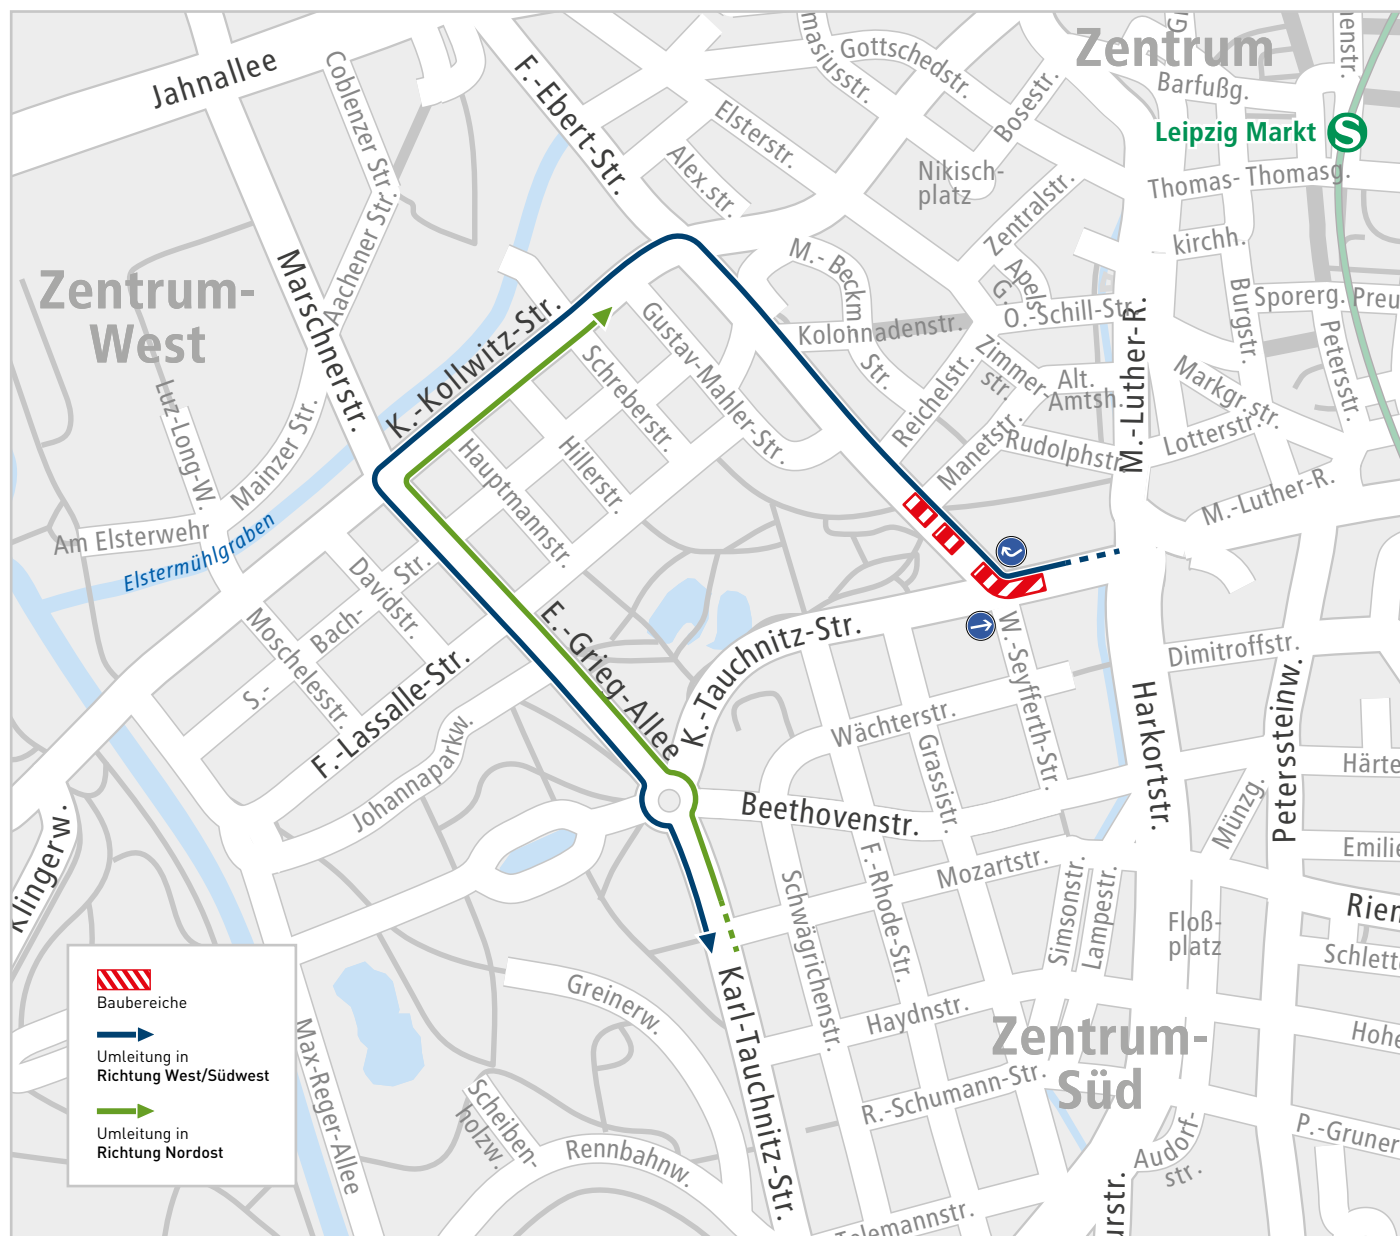 Zentrum
Jahnallee
Coblenzer Str.
F.-Ebert-Str.
masiusstr.
Gottschedstr.
Bosestr.
Barfußg.
Leipzig Markt
S
Elsterstr.
Alex.str.
Nikisch-
platz
Thomas-
kirchh.
Thomasg.
Zentralstr.
Aachener Str.
Marschnerstr.
Zentrum-
West
M.- Beckm.
Str.
G.
Apels
O.-Schill-Str.
M.-Luther-R.
Burgstr.
Sporerg.
Preu
Petersstr.
K.-Kollwitz-Str.
Gustav-Mahler-Str.
Kolonnadenstr.
Zimmer-
str.
Alt.
Amtsh.
Markgr.str.
Reichelstr.
Schreberstr.
Luz-Long-W.
Mainzer Str.
Manetstr.
Rudolphstr.
Lotterstr.
Hauptmannstr.
Hillerstr.
M.-Luther-R.
Am Elsterwehr
Elstermühlgraben
Davidstr.
S.-
Bach-
Str.
Moschelesstr.
F.-Lassalle-Str.
E.-Grieg-Allee
K.-Tauchnitz-Str.
W.-Seyfferth-Str.
Dimitroffstr.
Harkortstr.
Peterssteinw.
Johannaparkw.
Wächterstr.
Grassistr.
Härte
Beethovenstr.
Münzg.
Klingerw.
F.-Rhode-Str.
Mozartstr.
Simsonstr.
Lampestr.
Emilie
Schwägrichenstr.
Floß-
platz
Rien
Schlette
Greinerw.
Karl-Tauchnitz-Str.
Haydnstr.
Zentrum-
Süd
Hohe
Max-Reger-Allee
Scheiben-
holzw.
R.-Schumann-Str.
Rennbahnw.
Audorf-
str.
P.-Gruner
Telemannstr.
urstr.
Baubereiche
Umleitung in
Richtung West/Südwest
Umleitung in
Richtung Nordost